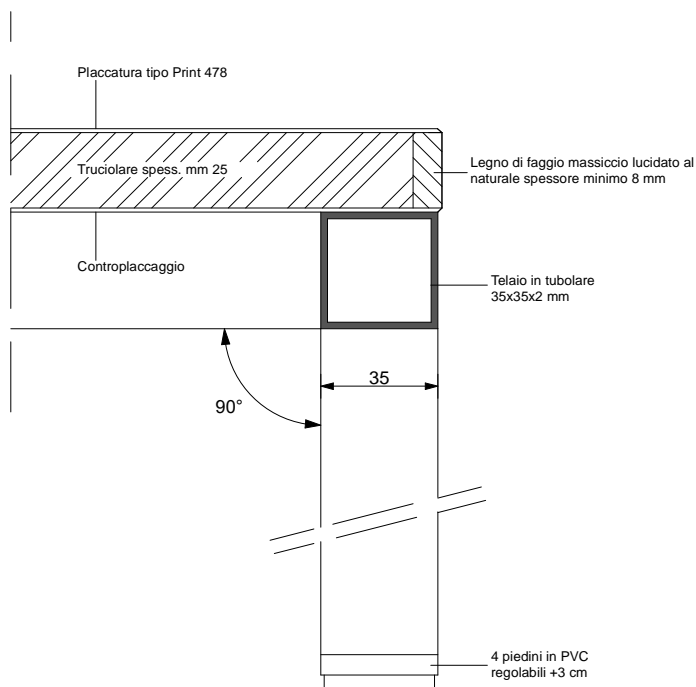 Placcatura tipo Print 478
Truciolare spess. mm 25
Legno di faggio massiccio lucidato al
naturale spessore minimo 8 mm
Controplaccaggio
Telaio in tubolare
35x35x2 mm
35
90°
4 piedini in PVC
regolabili +3 cm